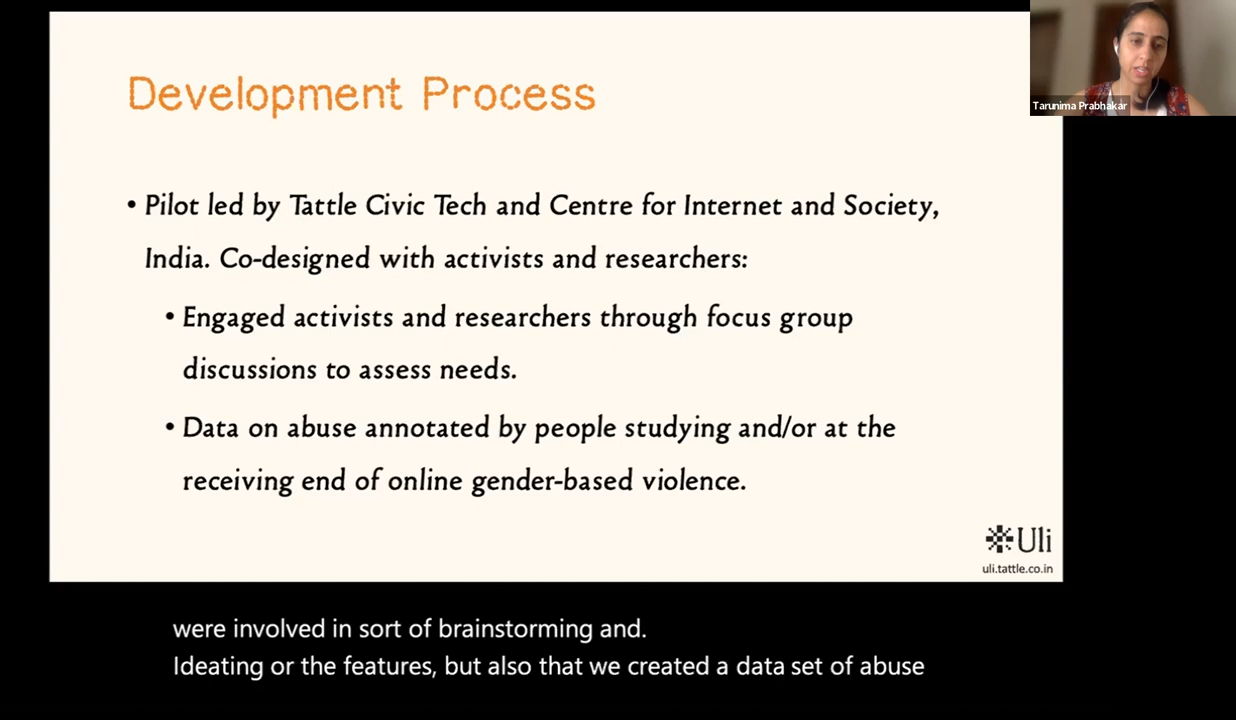 Development Process
Tarunima Prabhakar
• Pilot led by Tattle Civic Tech and Centre for Internet and Society,
India. Co-designed with activists and researchers:
• Engaged activists and researchers through focus group
discussions to assess needs.
• Data on abuse annotated by people studying and/or at the
receiving end of online gender-based violence.
Uli
uli.tattle.co.in
were involved in sort of brainstorming and.
Ideating or the features, but also that we created a data set of abuse